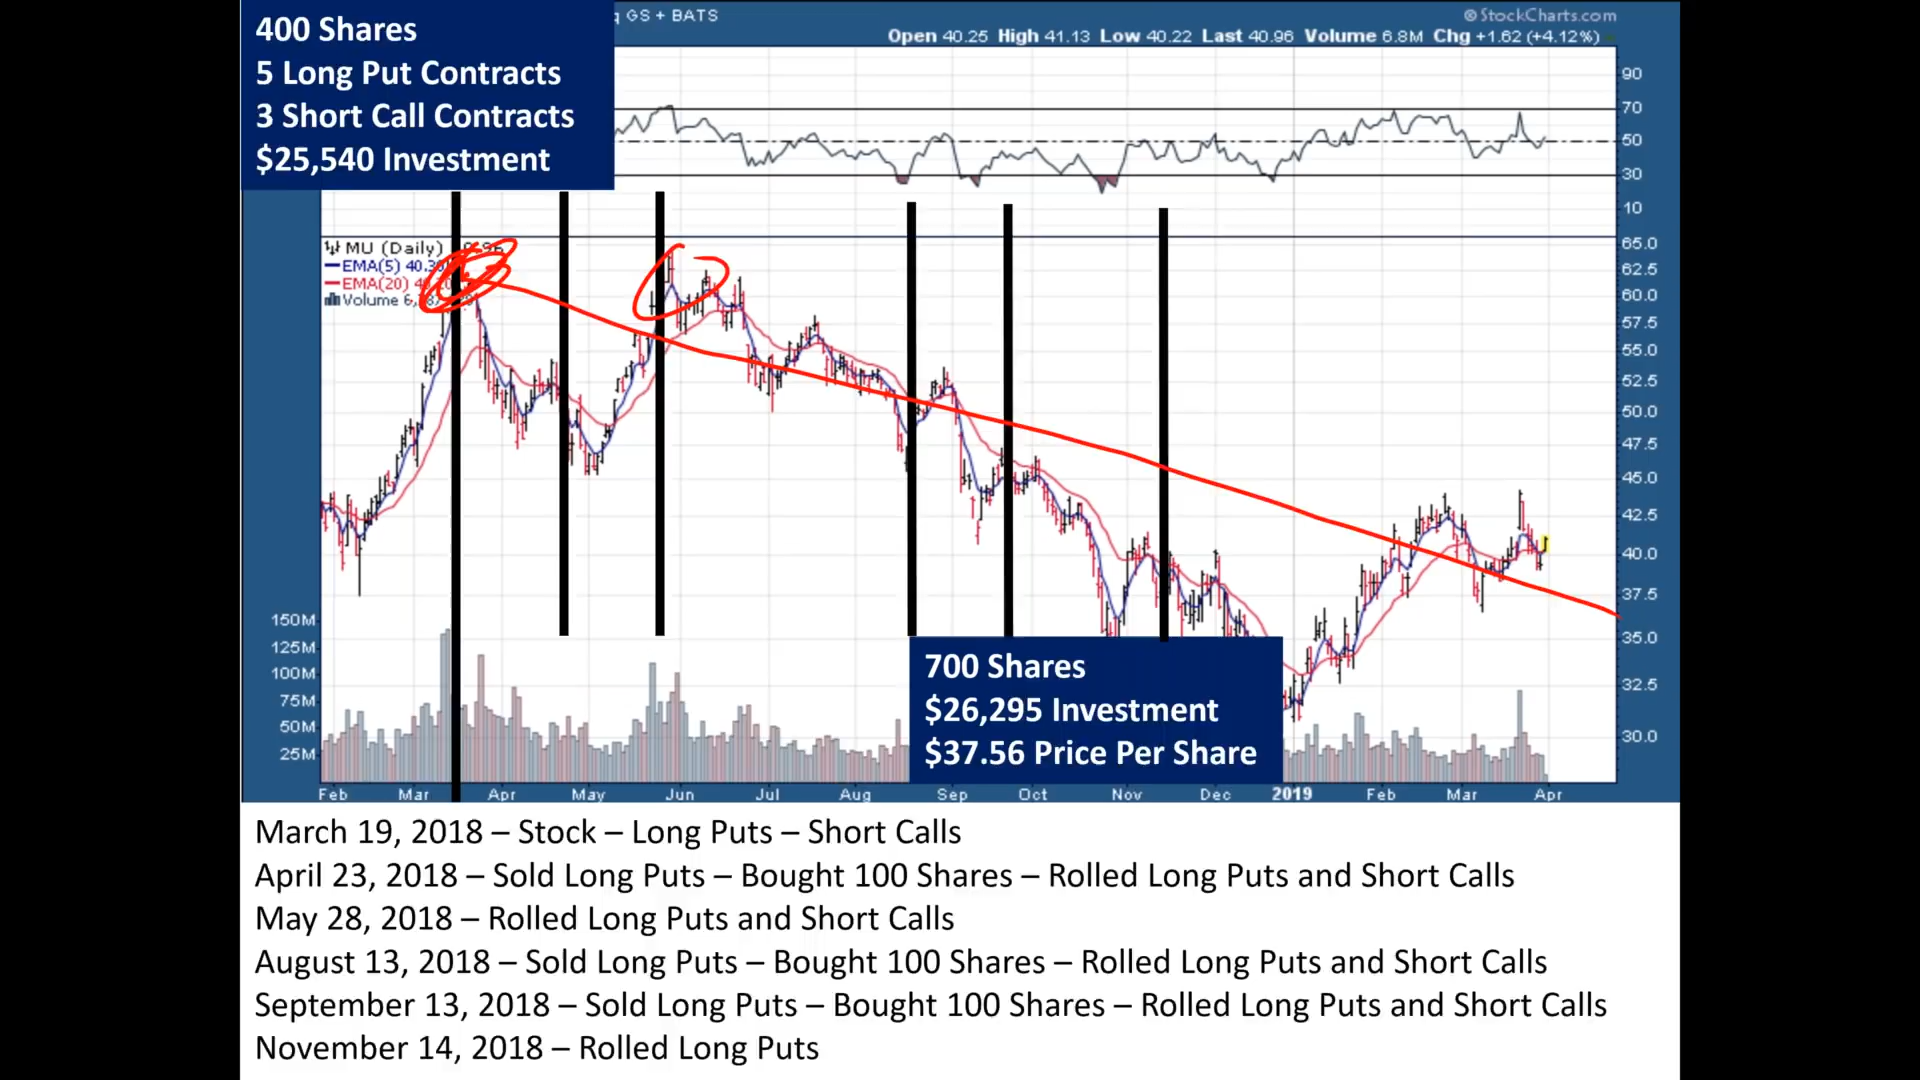 400 Shares
5 Long Put Contracts
3 Short Call Contracts
$25,540 Investment
GS + BATS
©StockCharts.com
Open 40.25 High 41.13 Low 40.22 Last 40.96 Volume 6.8M Chg +1.62 (+4.12%)
90
70
50
30
10
MU (Daily)
EMA(5)
EMA(20)
Volume
65.0
62.5
60.0
57.5
55.0
52.5
50.0
47.5
45.0
42.5
40.0
37.5
35.0
32.5
30.0
150M
125M
100M
75M
50M
25M
700 Shares
$26,295 Investment
$37.56 Price Per Share
Feb Mar Apr May Jun Jul Aug Sep Oct Nov Dec 2019 Feb Mar Apr
March 19, 2018 – Stock – Long Puts – Short Calls
April 23, 2018 – Sold Long Puts – Bought 100 Shares – Rolled Long Puts and Short Calls
May 28, 2018 – Rolled Long Puts and Short Calls
August 13, 2018 – Sold Long Puts – Bought 100 Shares – Rolled Long Puts and Short Calls
September 13, 2018 – Sold Long Puts – Bought 100 Shares – Rolled Long Puts and Short Calls
November 14, 2018 – Rolled Long Puts